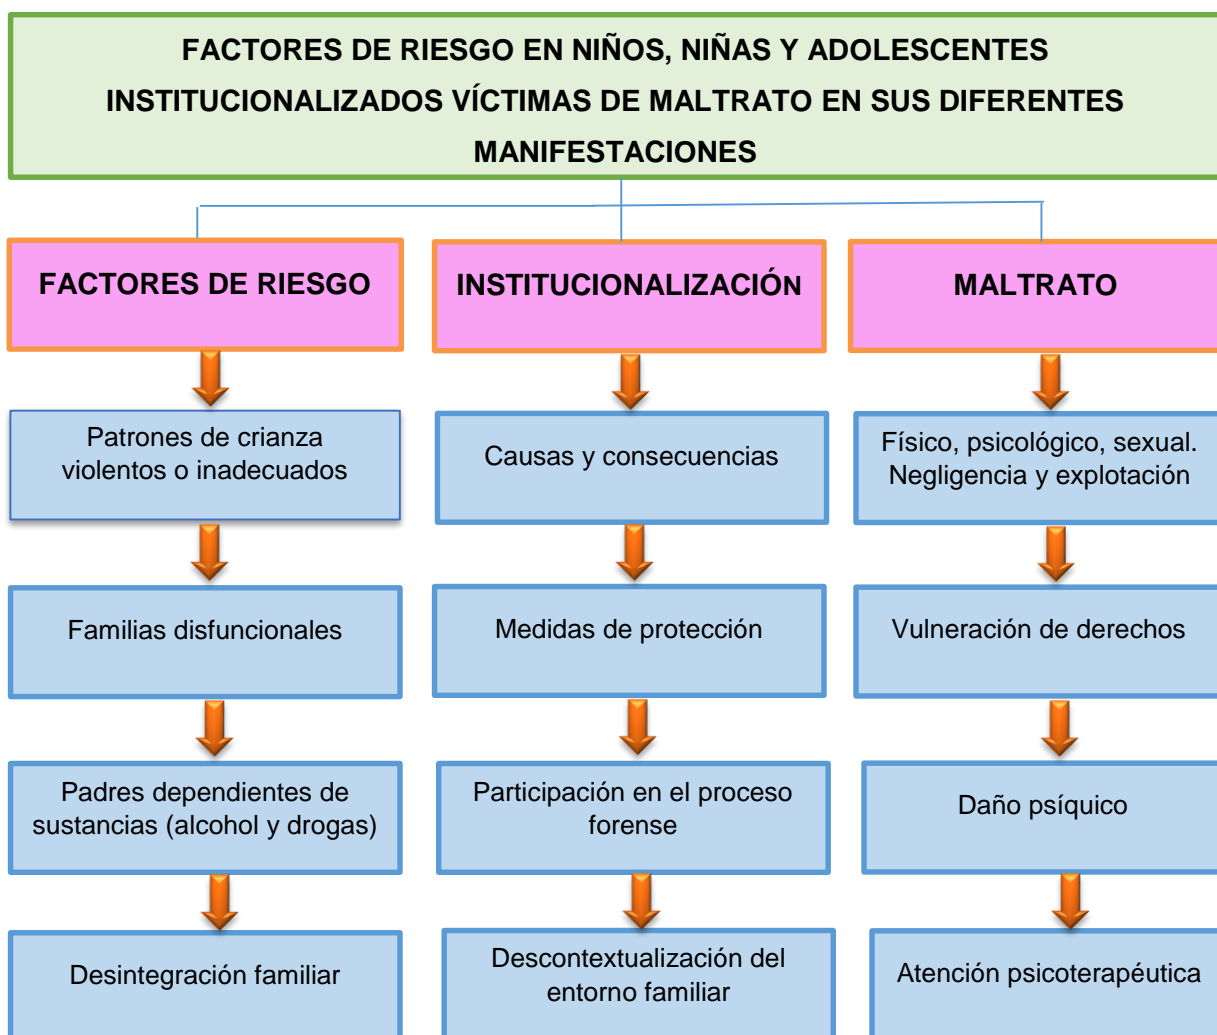 FACTORES DE RIESGO EN NIÑOS, NIÑAS Y ADOLESCENTES
INSTITUCIONALIZADOS VÍCTIMAS DE MALTRATO EN SUS DIFERENTES
MANIFESTACIONES
FACTORES DE RIESGO
Patrones de crianza
violentos o inadecuados
Familias disfuncionales
Padres dependientes de
sustancias (alcohol y drogas)
Desintegración familiar
INSTITUCIONALIZACIÓN
Causas y consecuencias
Medidas de protección
Participación en el proceso
forense
Descontextualización del
entorno familiar
MALTRATO
Físico, psicológico, sexual.
Negligencia y explotación
Vulneración de derechos
Daño psíquico
Atención psicoterapéutica